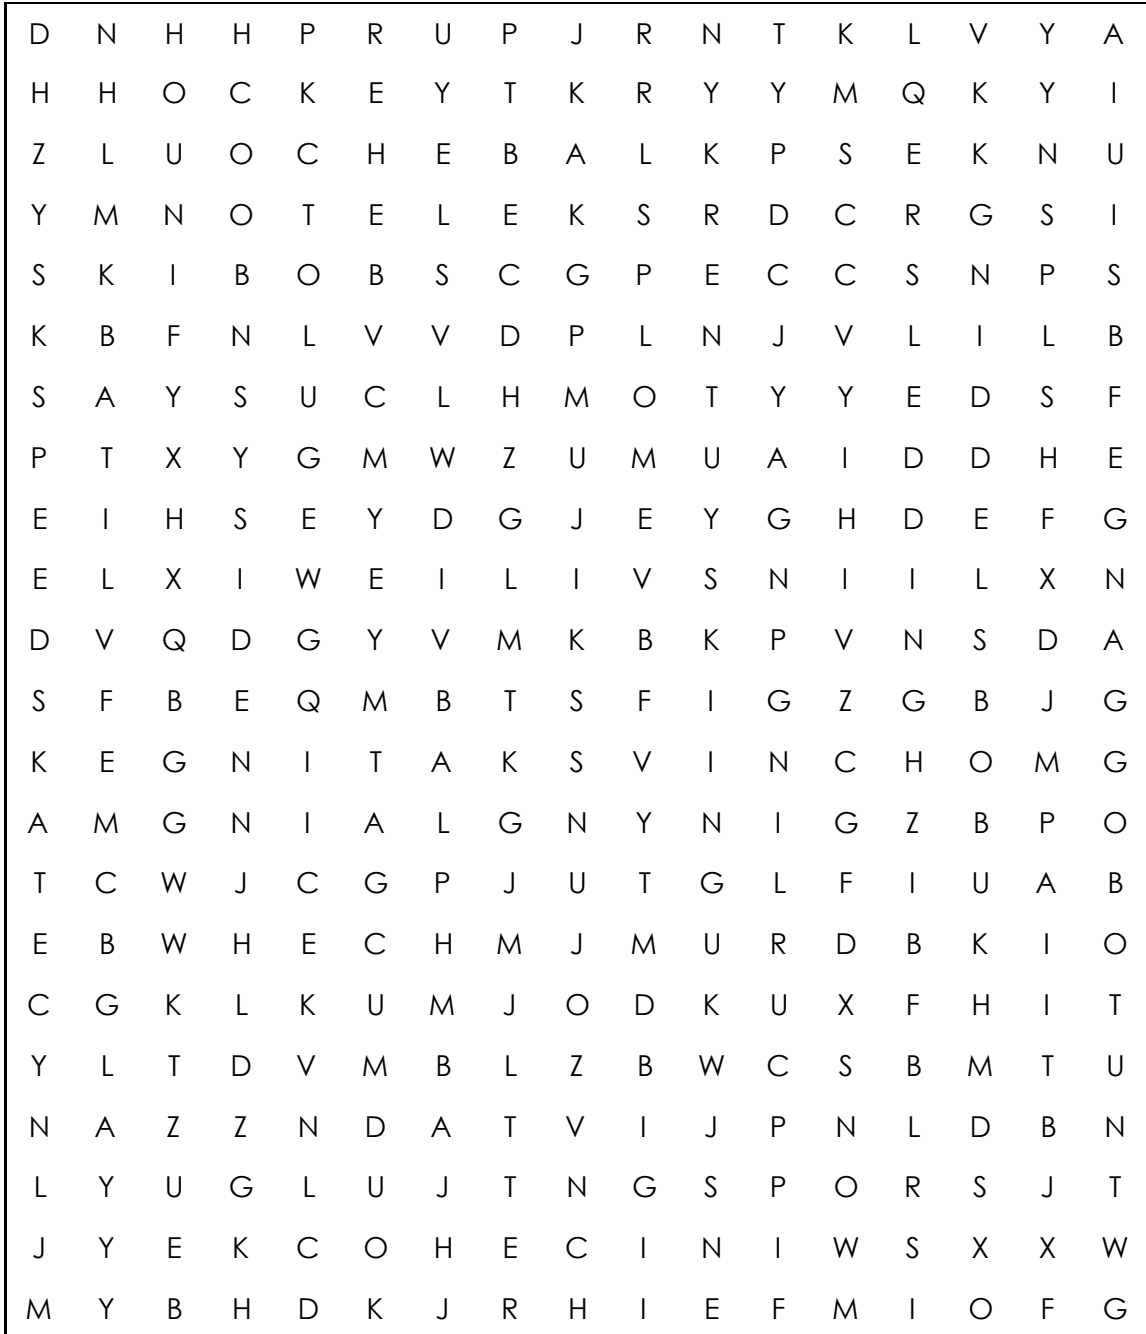 D N H H P R U P J R N T K L V Y A
H H O C K E Y T K R Y Y M Q K Y I
Z L U O C H E B A L K P S E K N U
Y M N O T E L E K S R D C R G S I
S K I B O B S C G P E C C S N P S
K B F N L V V D P L N J V L I L B
S A Y S U C L H M O T Y Y E D S F
P T X Y G M W Z U M U A I D D H E
E I H S E Y D G J E Y G H D E F G
E L X I W E I L I V S N I I L X N
D V Q D G Y V M K B K P V N S D A
S F B E Q M B T S F I G Z G B J G
K E G N I T A K S V I N C H O M G
A M G N I A L G N Y N I G Z B P O
T C W J C G P J U T G L F I U A B
E B W H E C H M J M U R D B K I O
C G K L K U M J O D K U X F H I T
Y L T D V M B L Z B W C S B M T U
N A Z Z N D A T V I J P N L D B N
L Y U G L U J T N G S P O R S J T
J Y E K C O H E C I N I W S X X W
M Y B H D K J R H I E F M I O F G